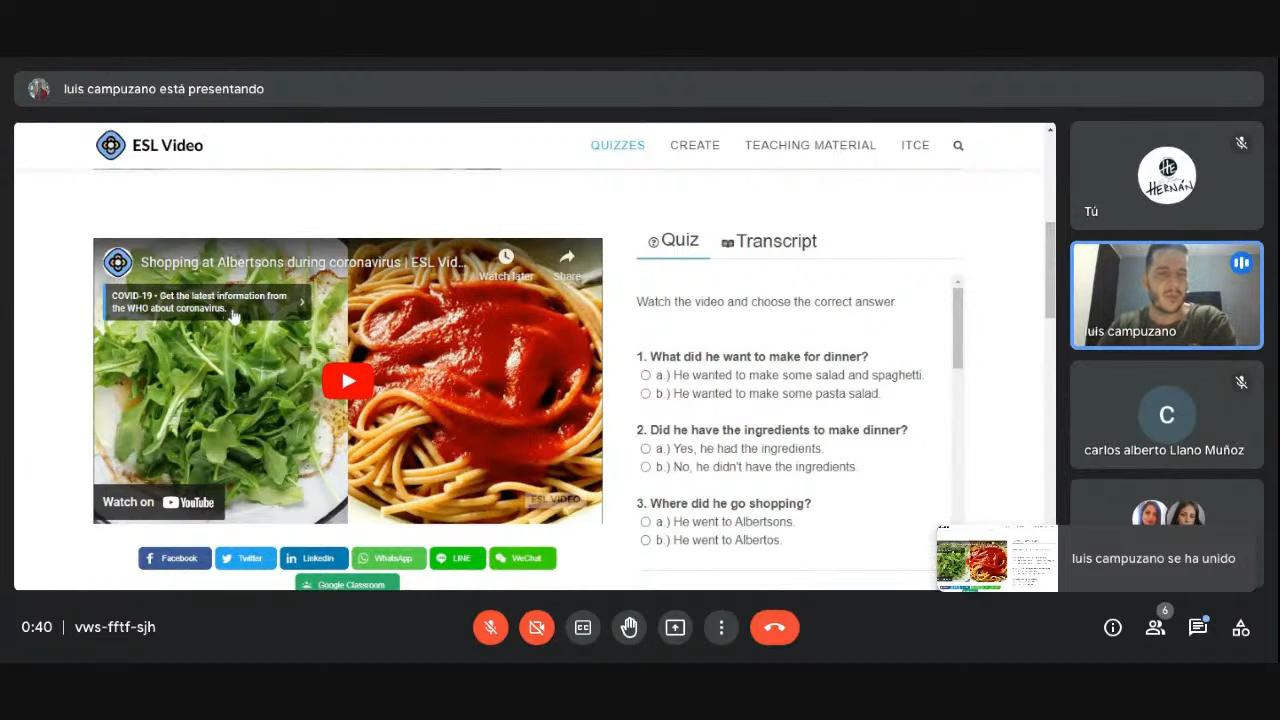 luis campuzano está presentando
ESL Video
QUIZZES CREATE TEACHING MATERIAL ITCE
Shopping at Albertsons during coronavirus | ESL Vid...
Watch later
Share
COVID-19 • Get the latest information from
the WHO about coronavirus.
ESL VIDEO
Watch on YouTube
Facebook
Twitter
LinkedIn
WhatsApp
LINE
WeChat
Google Classroom
Quiz
Transcript
Watch the video and choose the correct answer.
1. What did he want to make for dinner?
a.) He wanted to make some salad and spaghetti.
b.) He wanted to make some pasta salad.
2. Did he have the ingredients to make dinner?
a.) Yes, he had the ingredients.
b.) No, he didn't have the ingredients.
3. Where did he go shopping?
a.) He went to Albertsons.
b.) He went to Albertos.
HE
HERNÁN
Tú
luis campuzano
C
carlos alberto Llano Muñoz
luis campuzano se ha unido
0:40 | vws-fftf-sjh
6